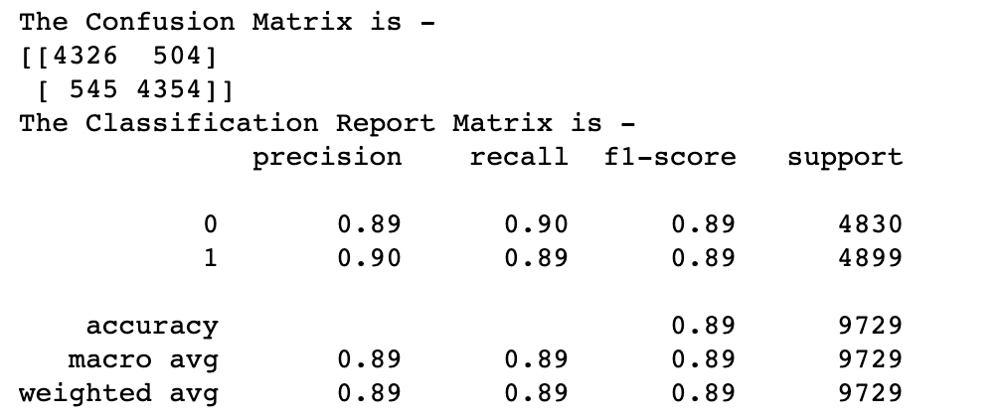 The Confusion Matrix is -
[[4326  504]
 [ 545 4354]]
The Classification Report Matrix is -
              precision    recall  f1-score   support

           0       0.89      0.90      0.89      4830
           1       0.90      0.89      0.89      4899

    accuracy                           0.89      9729
   macro avg       0.89      0.89      0.89      9729
weighted avg       0.89      0.89      0.89      9729